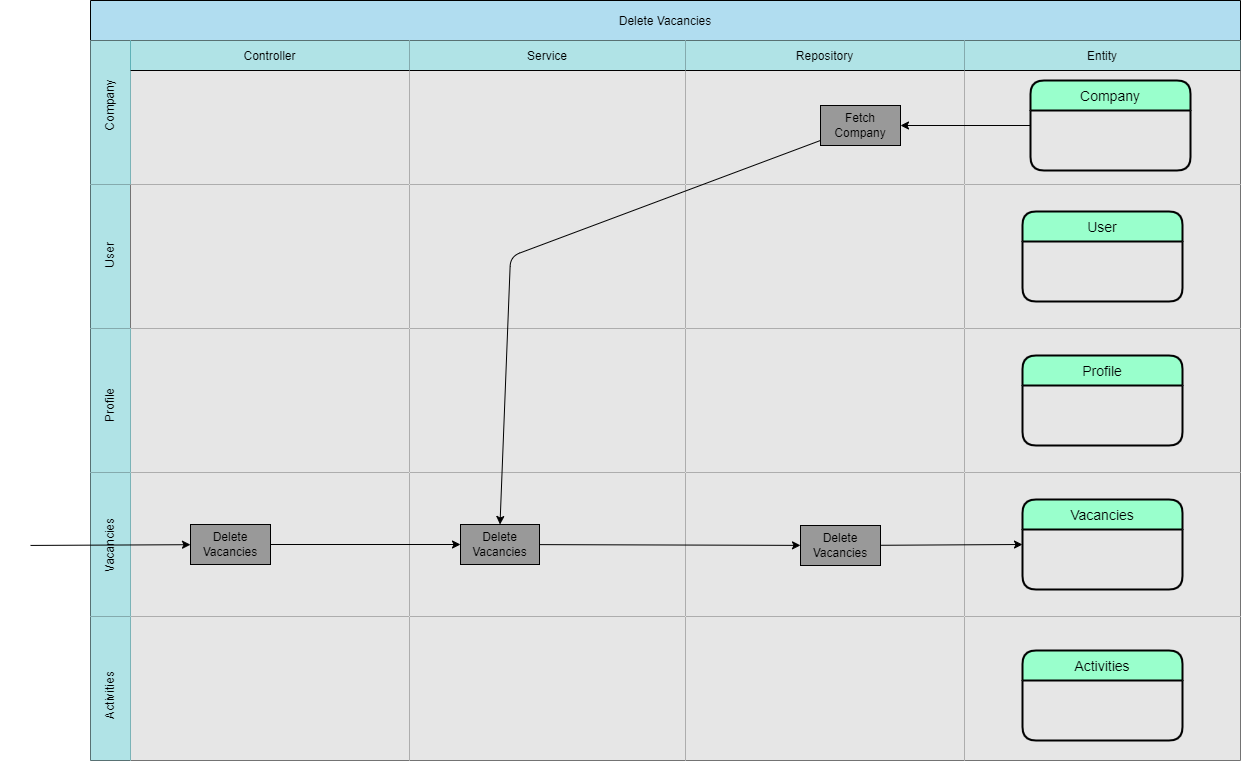 Delete Vacancies
Controller
Service
Repository
Entity
Company
Fetch
Company
Company
User
User
Profile
Profile
Vacancies
Delete
Vacancies
Delete
Vacancies
Delete
Vacancies
Vacancies
Activities
Activities